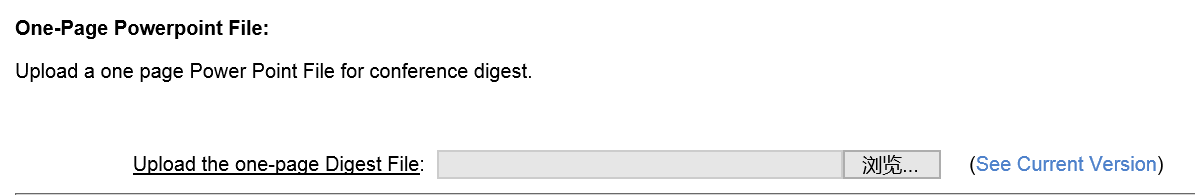 One-Page Powerpoint File:
Upload a one page Power Point File for conference digest.
Upload the one-page Digest File: 浏览... (See Current Version)